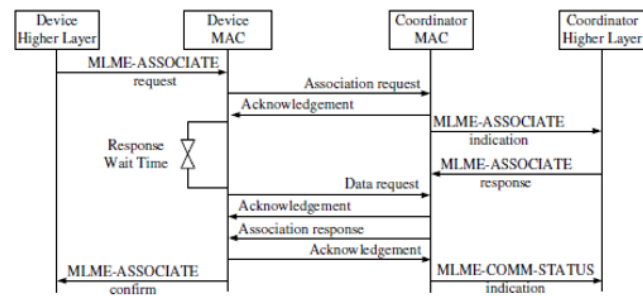 Device
Higher Layer
Device
MAC
Coordinator
MAC
Coordinator
Higher Layer
MLME-ASSOCIATE
request
Association request
Acknowledgement
MLME-ASSOCIATE
indication
Response
Wait Time
MLME-ASSOCIATE
response
Data request
Acknowledgement
Association response
Acknowledgement
MLME-ASSOCIATE
confirm
MLME-COMM-STATUS
indication